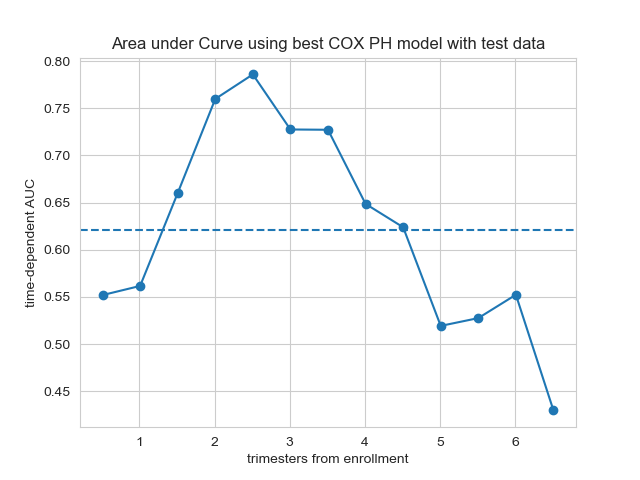 Area under Curve using best COX PH model with test data
0.80
0.75
0.70
0.65
0.60
0.55
0.50
0.45
time-dependent AUC
1 2 3 4 5 6
trimesters from enrollment